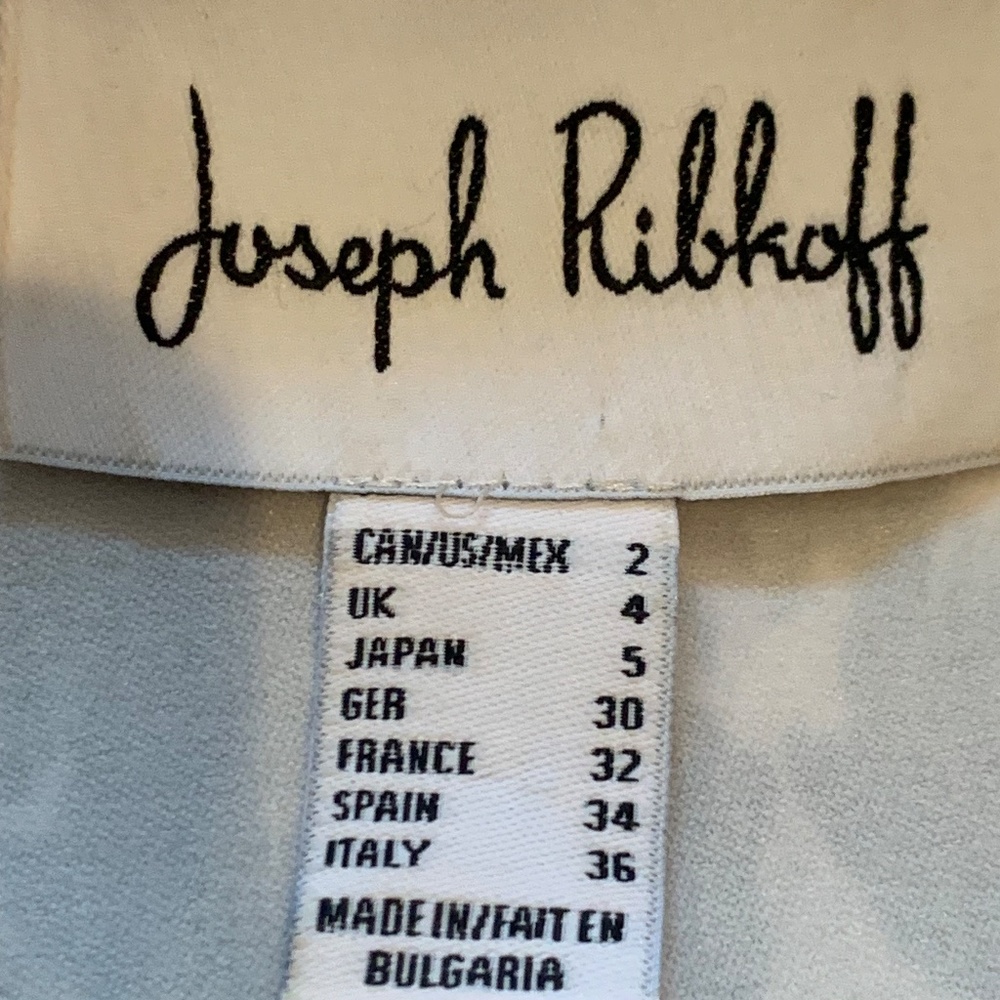 Joseph Ribkoff
CAN/US/MEX 2
UK 4
JAPAN 5
GER 30
FRANCE 32
SPAIN 34
ITALY 36
MADE IN/FAIT EN
BULGARIA